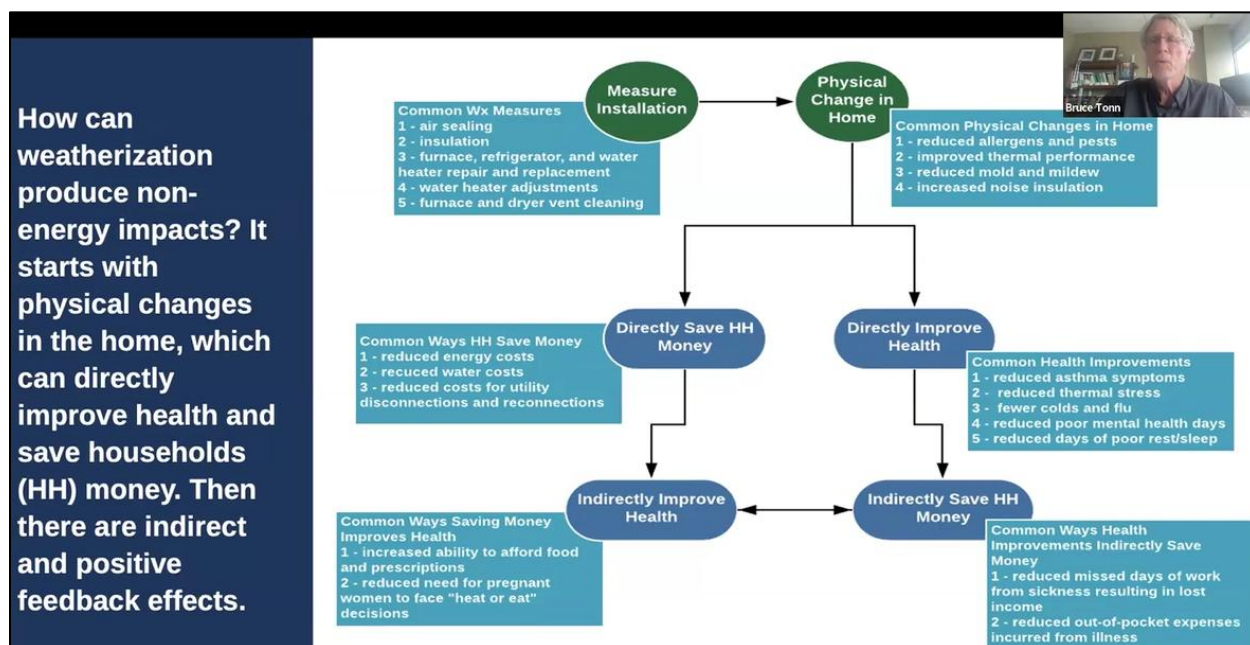 How can
weatherization
produce non-
energy impacts? It
starts with
physical changes
in the home, which
can directly
improve health and
save households
(HH) money. Then
there are indirect
and positive
feedback effects.
Measure
Installation
Physical
Change in
Home
Bruce Tonn
Common Wx Measures
1 - air sealing
2 - insulation
3 - furnace, refrigerator, and water
heater repair and replacement
4 - water heater adjustments
5 - furnace and dryer vent cleaning
Common Physical Changes in Home
1 - reduced allergens and pests
2 - improved thermal performance
3 - reduced mold and mildew
4 - increased noise insulation
Directly Save HH
Money
Directly Improve
Health
Common Ways HH Save Money
1 - reduced energy costs
2 - recuced water costs
3 - reduced costs for utility
disconnections and reconnections
Common Health Improvements
1 - reduced asthma symptoms
2 - reduced thermal stress
3 - fewer colds and flu
4 - reduced poor mental health days
5 - reduced days of poor rest/sleep
Indirectly Improve
Health
Indirectly Save HH
Money
Common Ways Saving Money
Improves Health
1 - increased ability to afford food
and prescriptions
2 - reduced need for pregnant
women to face "heat or eat"
decisions
Common Ways Health
Improvements Indirectly Save
Money
1 - reduced missed days of work
from sickness resulting in lost
income
2 - reduced out-of-pocket expenses
incurred from illness